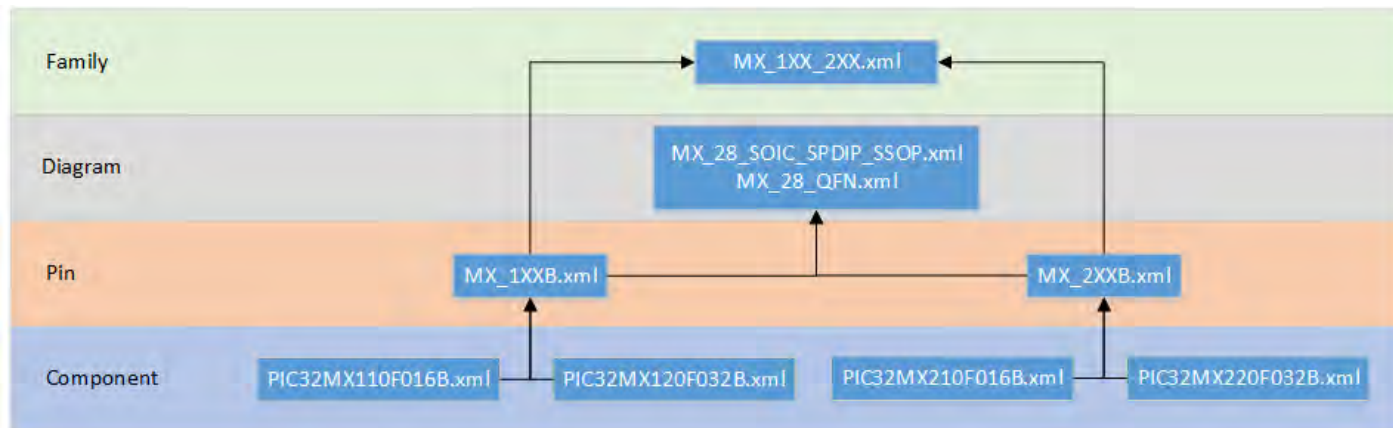 Family
MX_1XX_2XX.xml
Diagram
MX_28_SOIC_SPDIP_SSOP.xml
MX_28_QFN.xml
Pin
MX_1XXB.xml
MX_2XXB.xml
Component
PIC32MX110F016B.xml
PIC32MX120F032B.xml
PIC32MX210F016B.xml
PIC32MX220F032B.xml